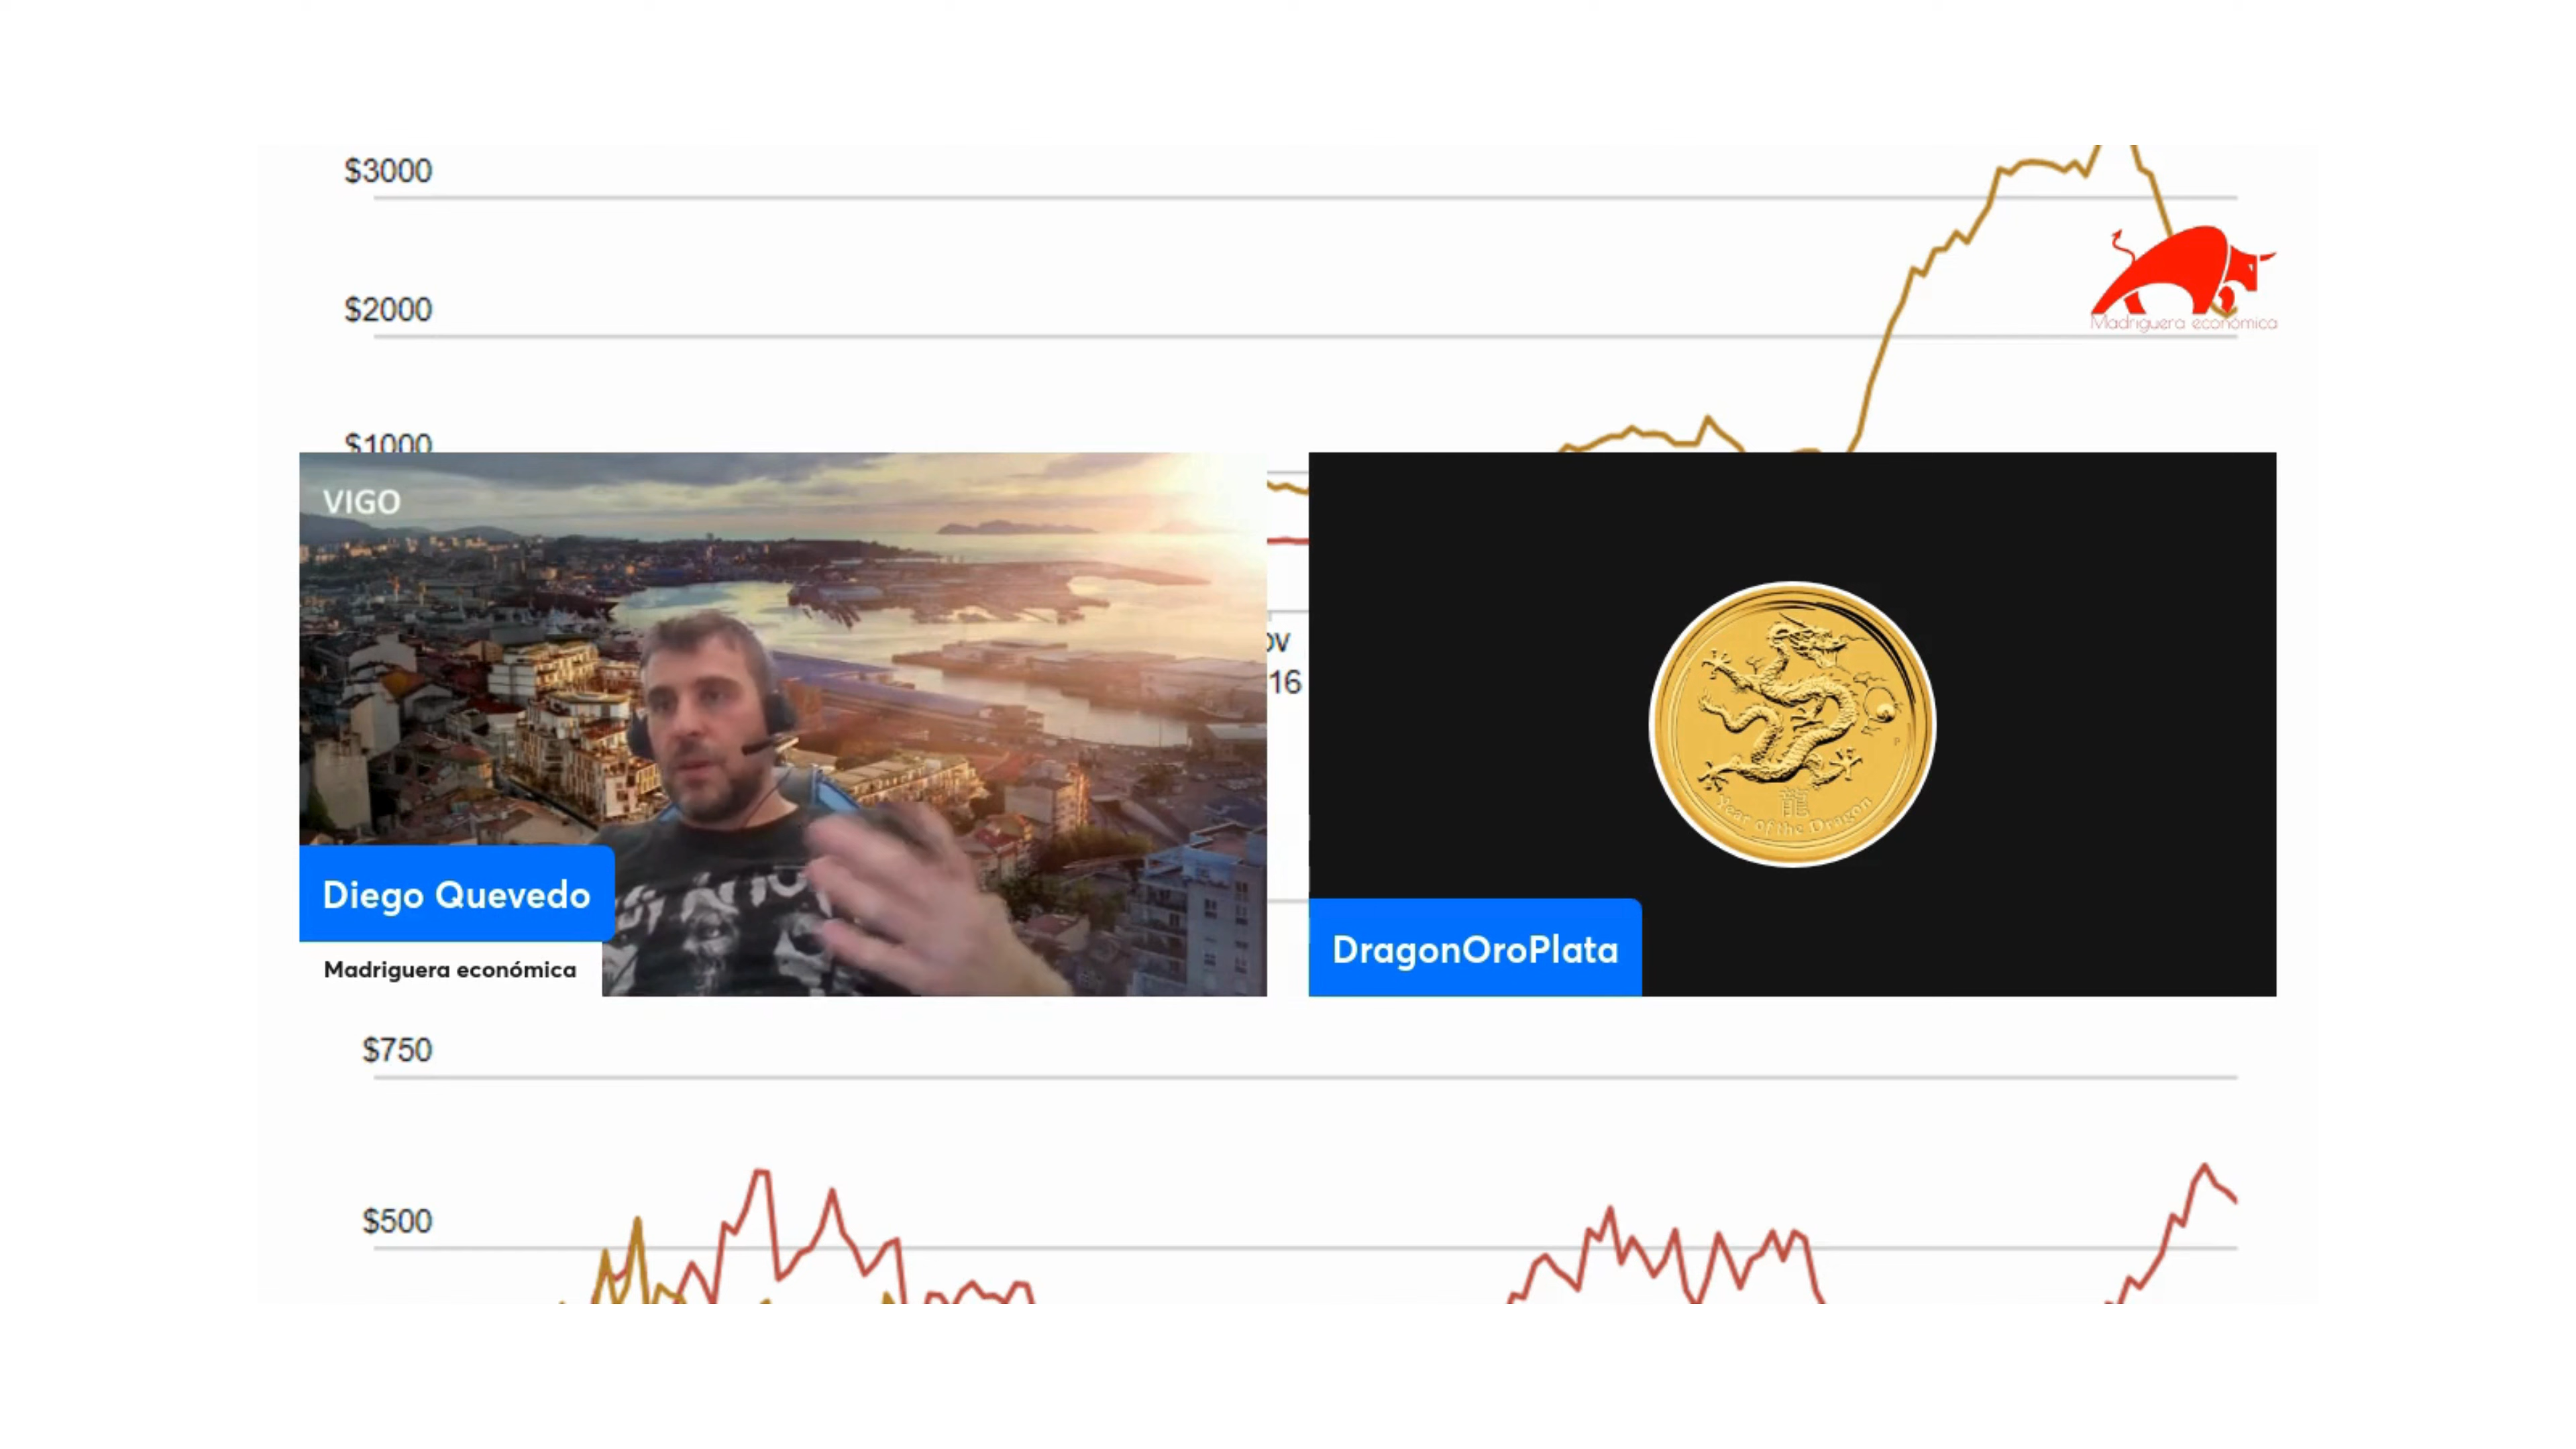 $3000
$2000
Madriguera económica
$1000
VIGO
ov
16
龍
Year of the Dragon
P
Diego Quevedo
Madriguera económica
DragonOroPlata
$750
$500